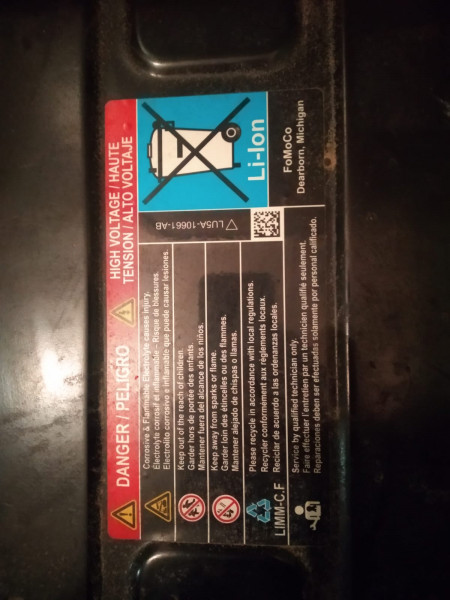 DANGER / PELIGRO
HIGH VOLTAGE / HAUTE
TENSION / ALTO VOLTAJE
Corrosive & Flammable Electrolyte causes injury.
Electrolyte corrosif et inflammable – Risque de blessures.
Electrolito corrosivo e inflamable que puede causar lesiones.
Keep out of the reach of children.
Garder hors de portée des enfants.
Mantener fuera del alcance de los niños.
Keep away from sparks or flame.
Garder loin des étincelles ou des flammes.
Mantener alejado de chispas o llamas.
Please recycle in accordance with local regulations.
Recycler conformément aux règlements locaux.
Reciclar de acuerdo a las ordenanzas locales.
LIMM-C.F
Service by qualified technician only.
Faire effectuer l'entretien par un technicien qualifié seulement.
Reparaciones deben ser efectuadas solamente por personal calificado.
LU5A-10661-AB
Li-Ion
FoMoCo
Dearborn, Michigan